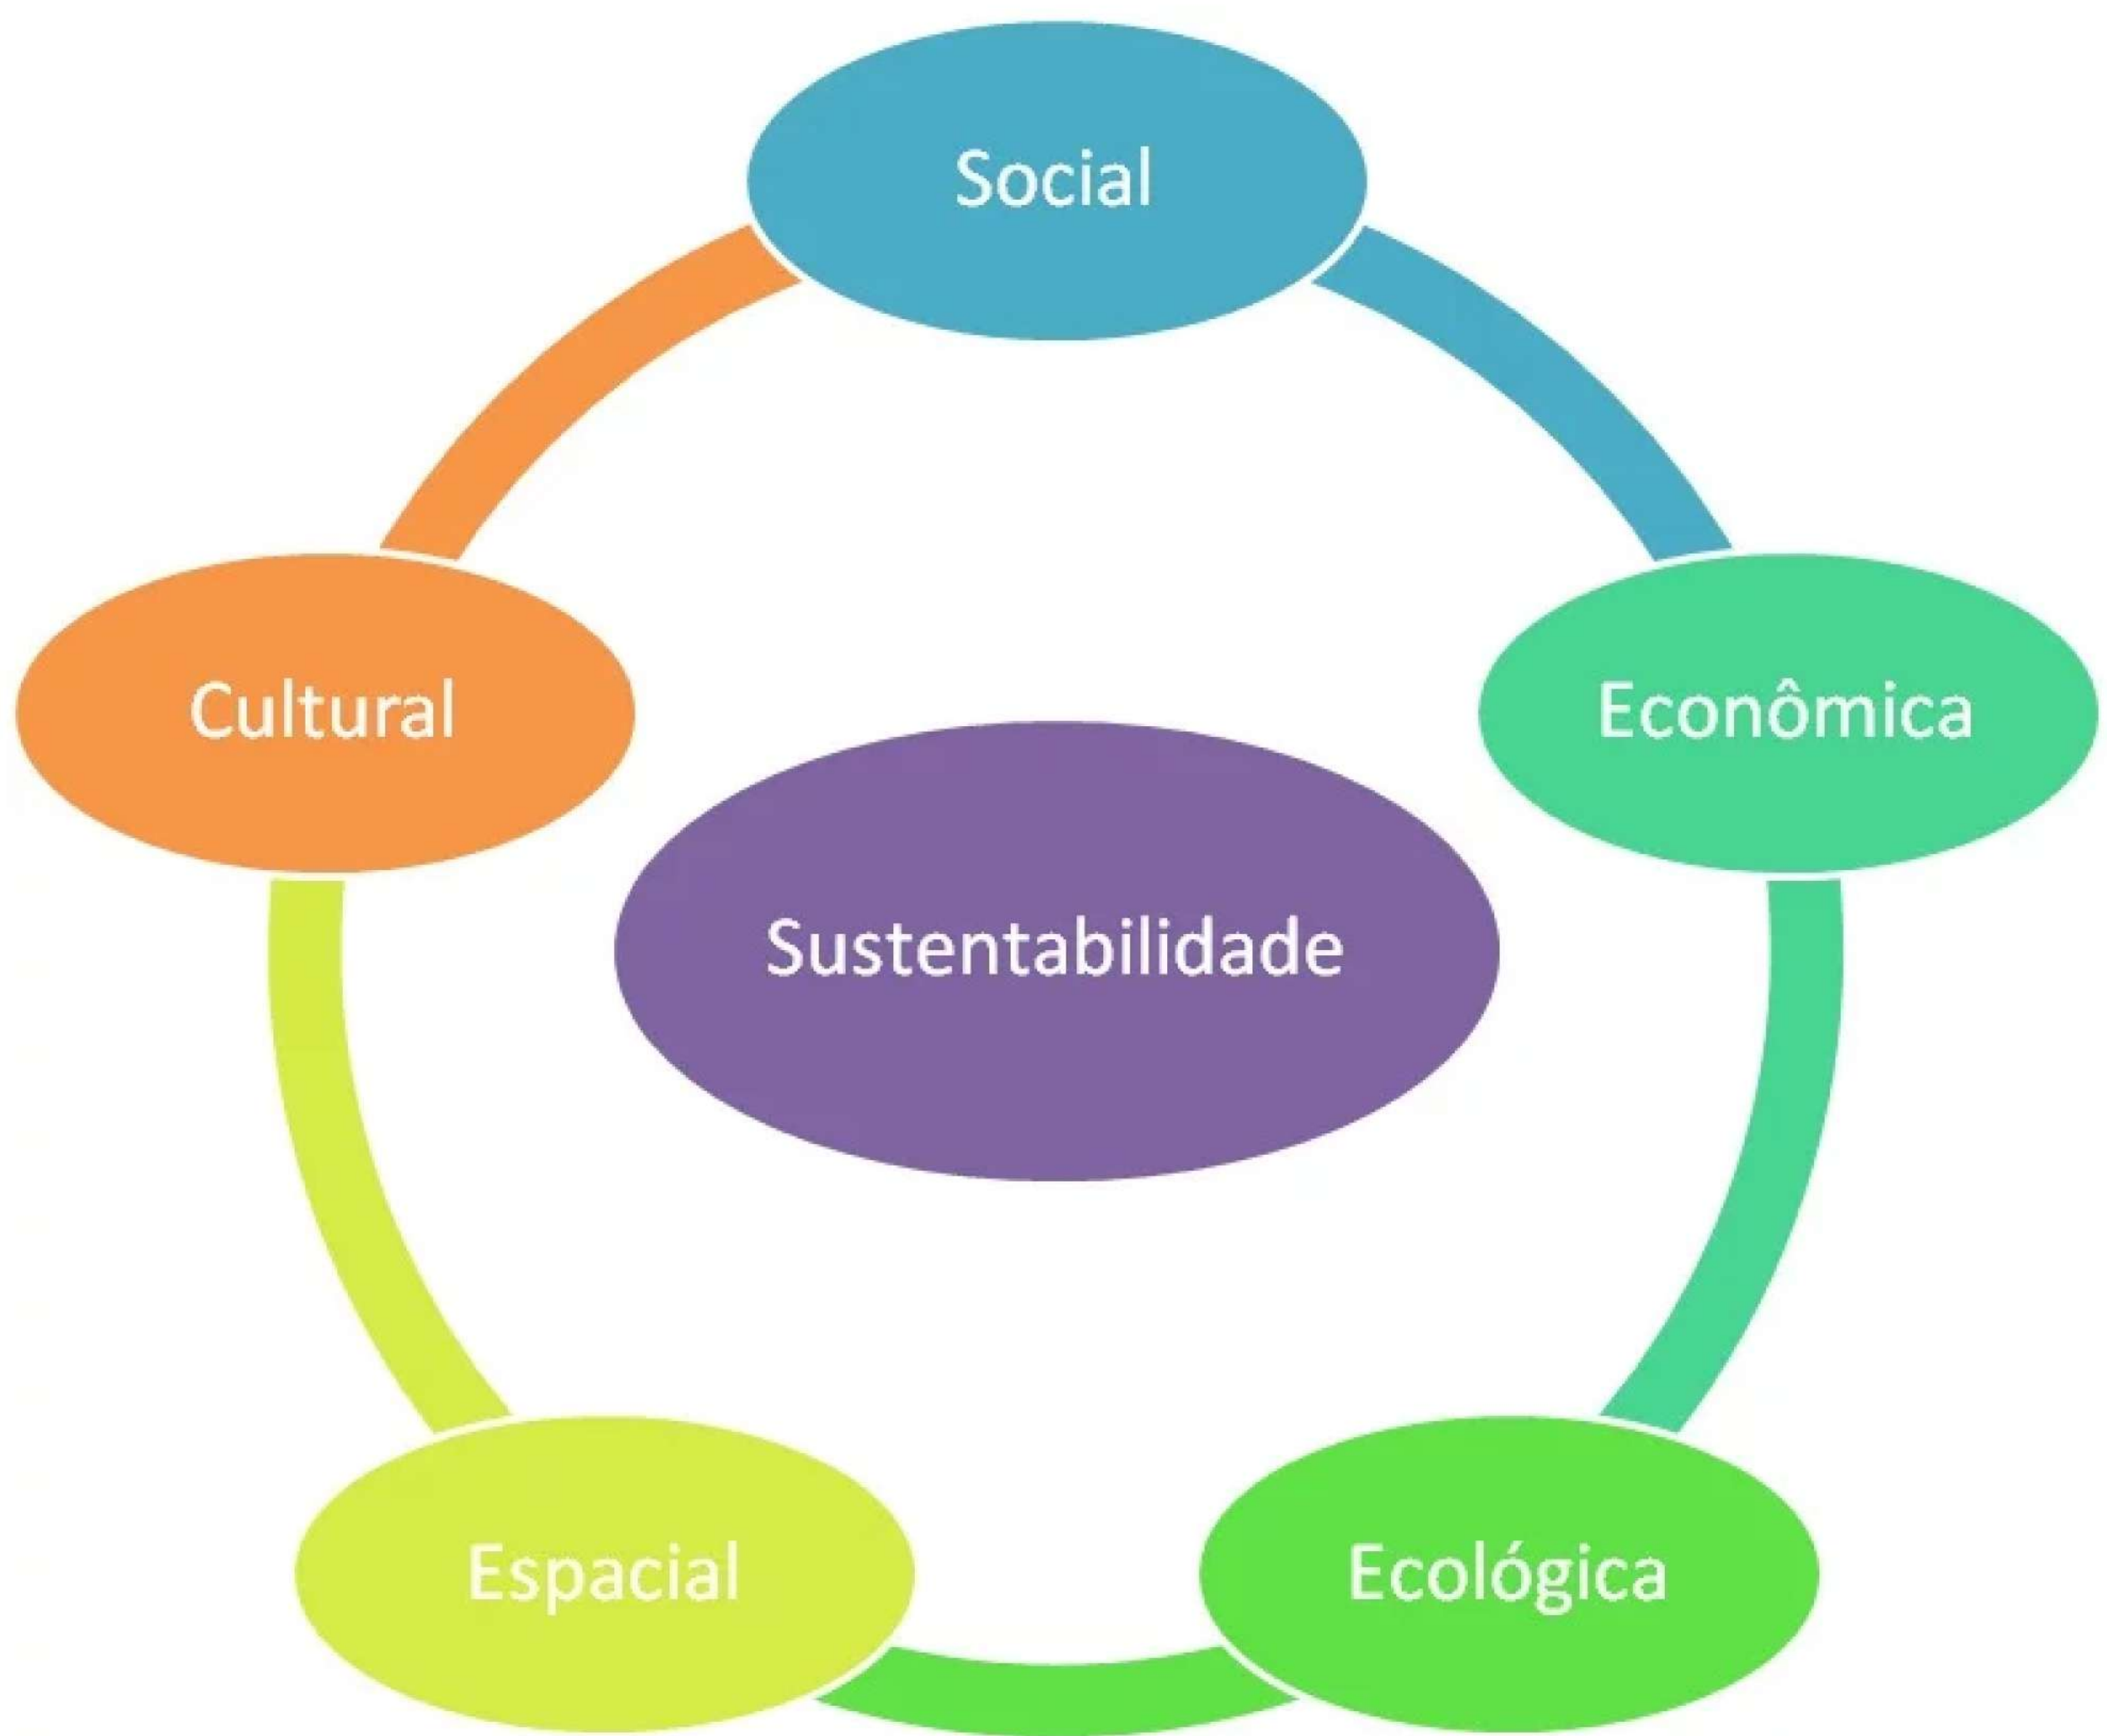 Social
Cultural
Econômica
Sustentabilidade
Espacial
Ecológica